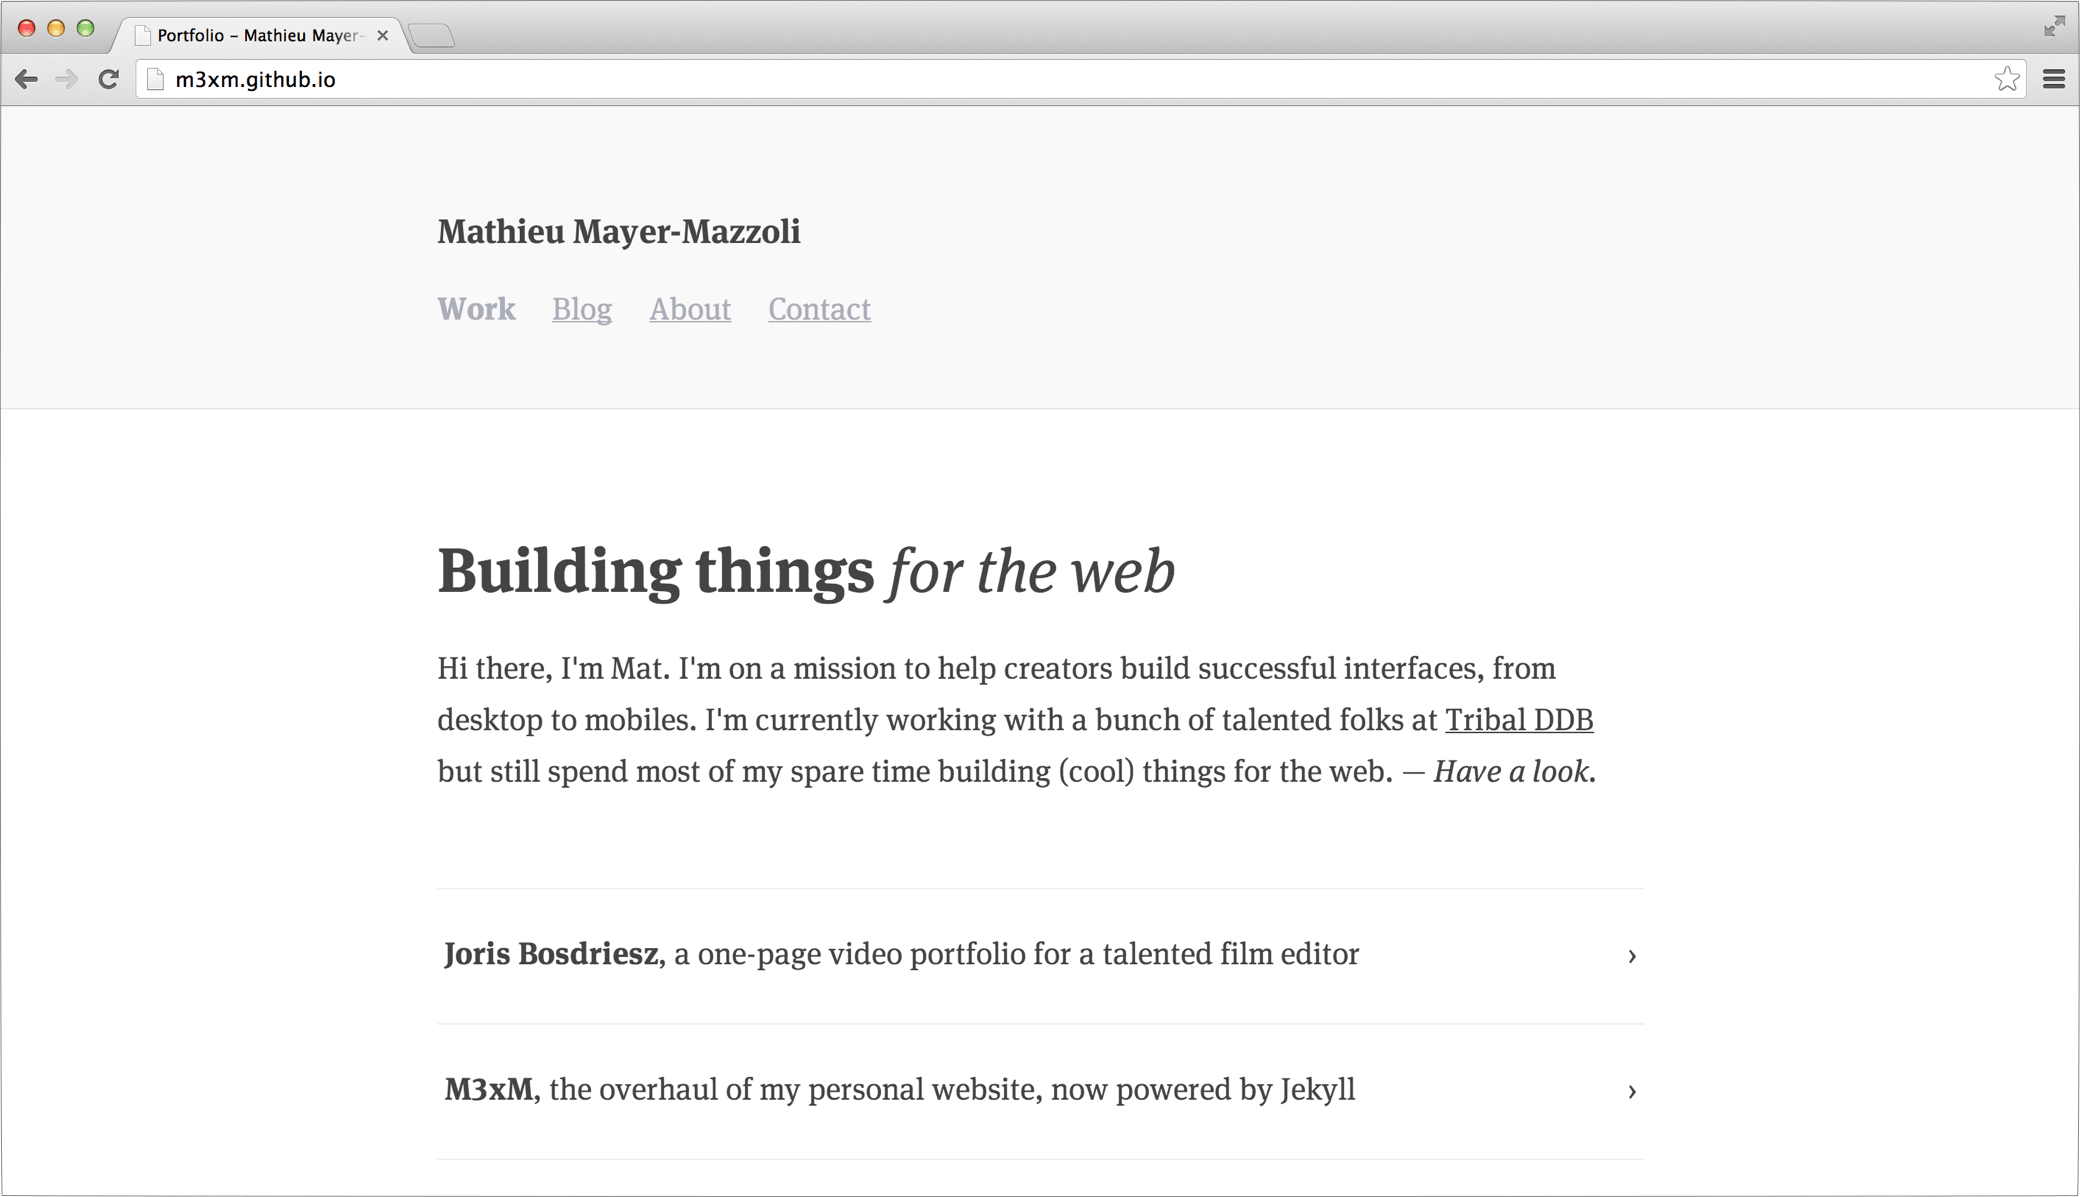 Portfolio – Mathieu Mayer-
m3xm.github.io
Mathieu Mayer-Mazzoli
Work Blog About Contact
Building things for the web
Hi there, I'm Mat. I'm on a mission to help creators build successful interfaces, from
desktop to mobiles. I'm currently working with a bunch of talented folks at Tribal DDB
but still spend most of my spare time building (cool) things for the web. — Have a look.
Joris Bosdriesz, a one-page video portfolio for a talented film editor ›
M3xM, the overhaul of my personal website, now powered by Jekyll ›